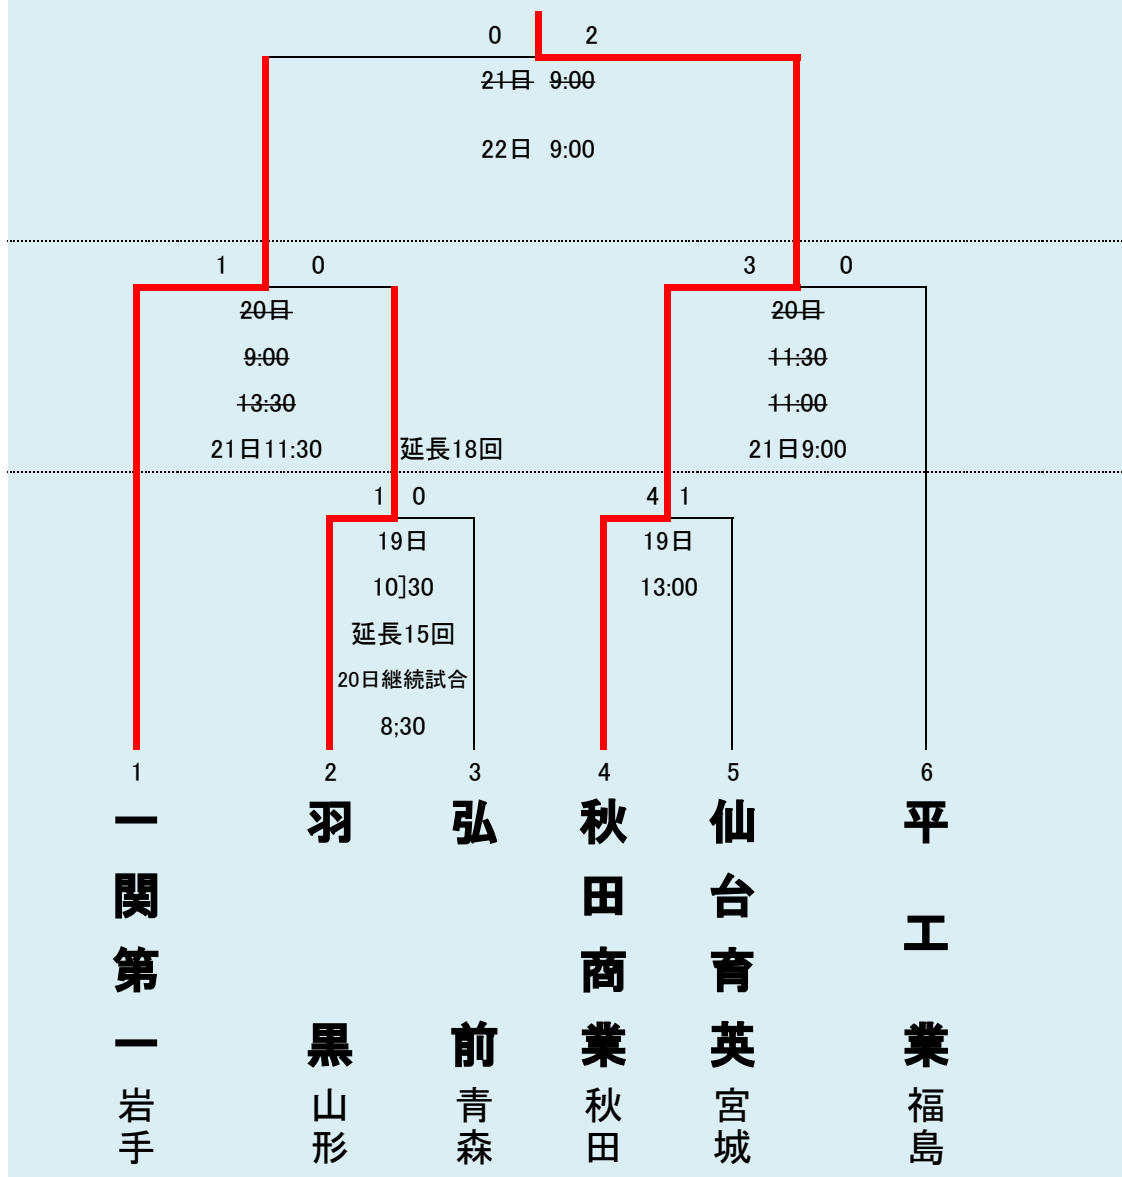 0 2
21日 9:00
22日 9:00
1 0
3 0
20日
9:00
13:30
21日11:30
延長18回
20日
11:30
11:00
21日9:00
1 0
4 1
19日
10]30
延長15回
20日継続試合
8;30
19日
13:00
1
2
3
4
5
6
一関第一
羽黒
弘前
秋田商業
仙台育英
平工業
岩手
山形
青森
秋田
宮城
福島